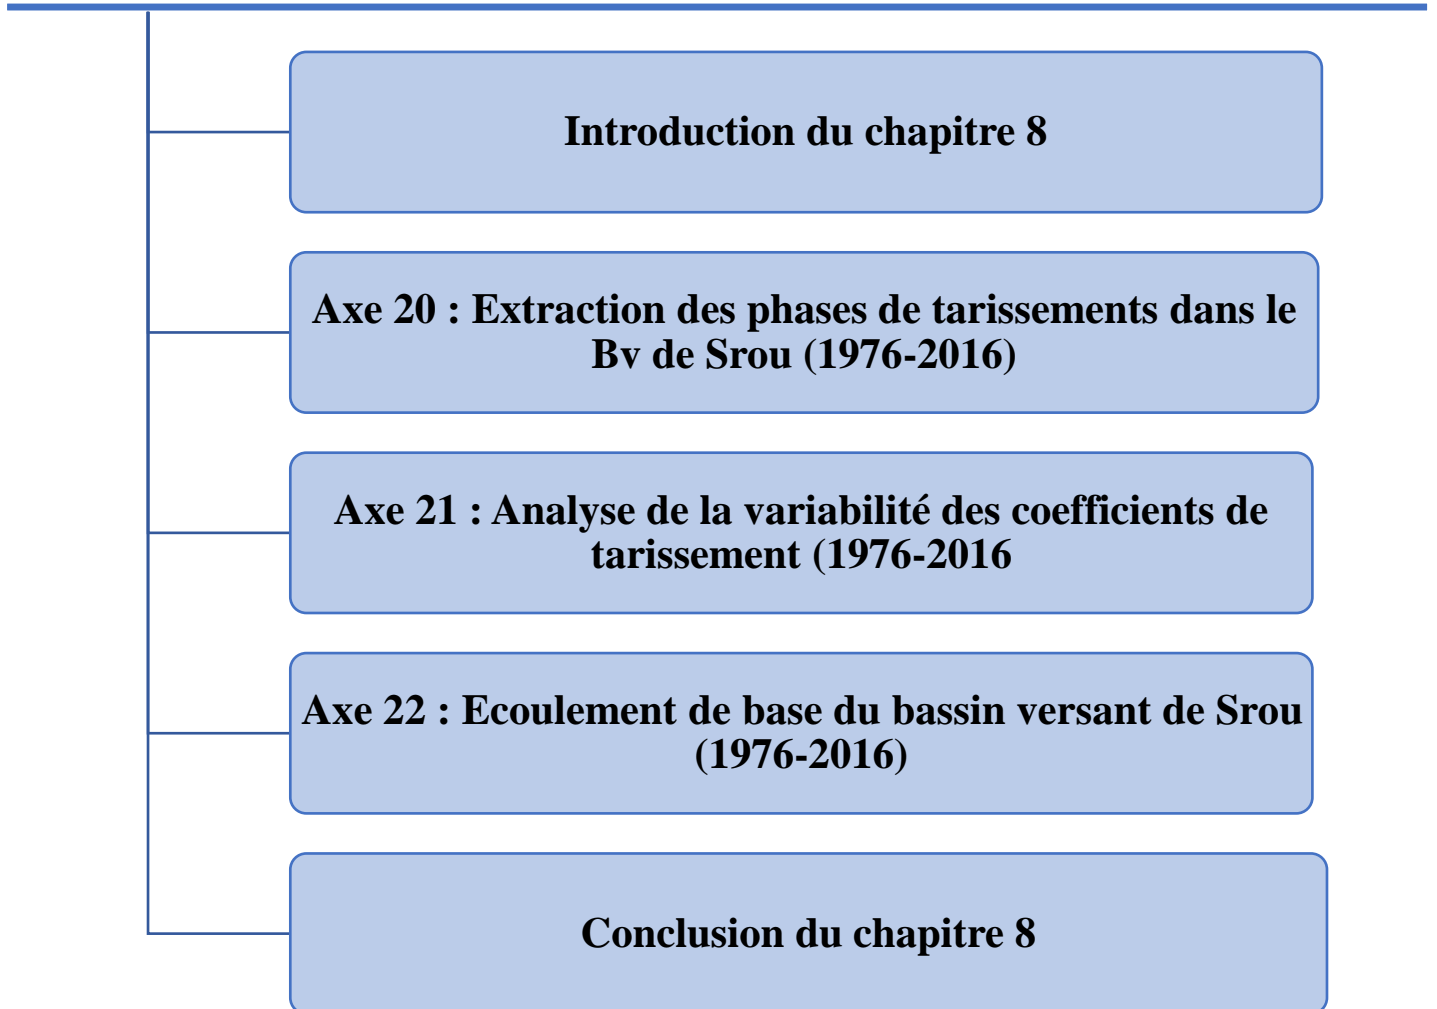 Introduction du chapitre 8
Axe 20 : Extraction des phases de tarissements dans le
Bv de Srou (1976-2016)
Axe 21 : Analyse de la variabilité des coefficients de
tarissement (1976-2016
Axe 22 : Ecoulement de base du bassin versant de Srou
(1976-2016)
Conclusion du chapitre 8